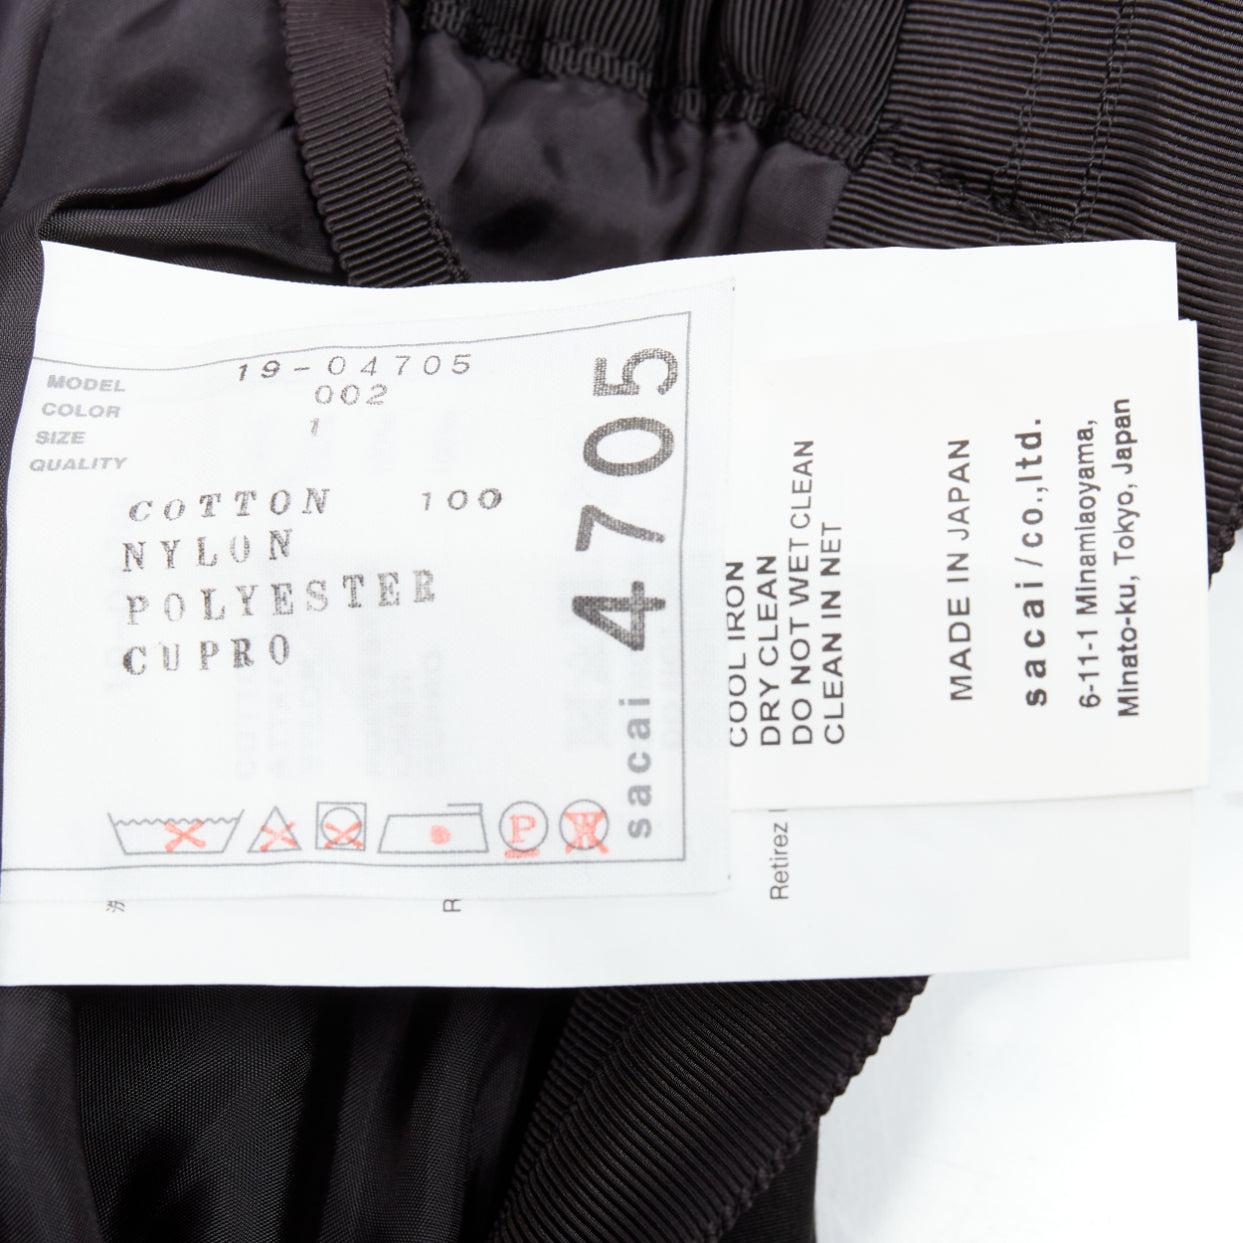 MODEL 19-04705
COLOR 002
SIZE 1
QUALITY
COTTON 100
NYLON
POLYESTER
CUPRO
P
W
sacai 4705
COOL IRON
DRY CLEAN
DO NOT WET CLEAN
CLEAN IN NET
MADE IN JAPAN
sacai/co.,ltd.
6-11-1 Minamiaoyama,
Minato-ku, Tokyo, Japan
R
Retirez